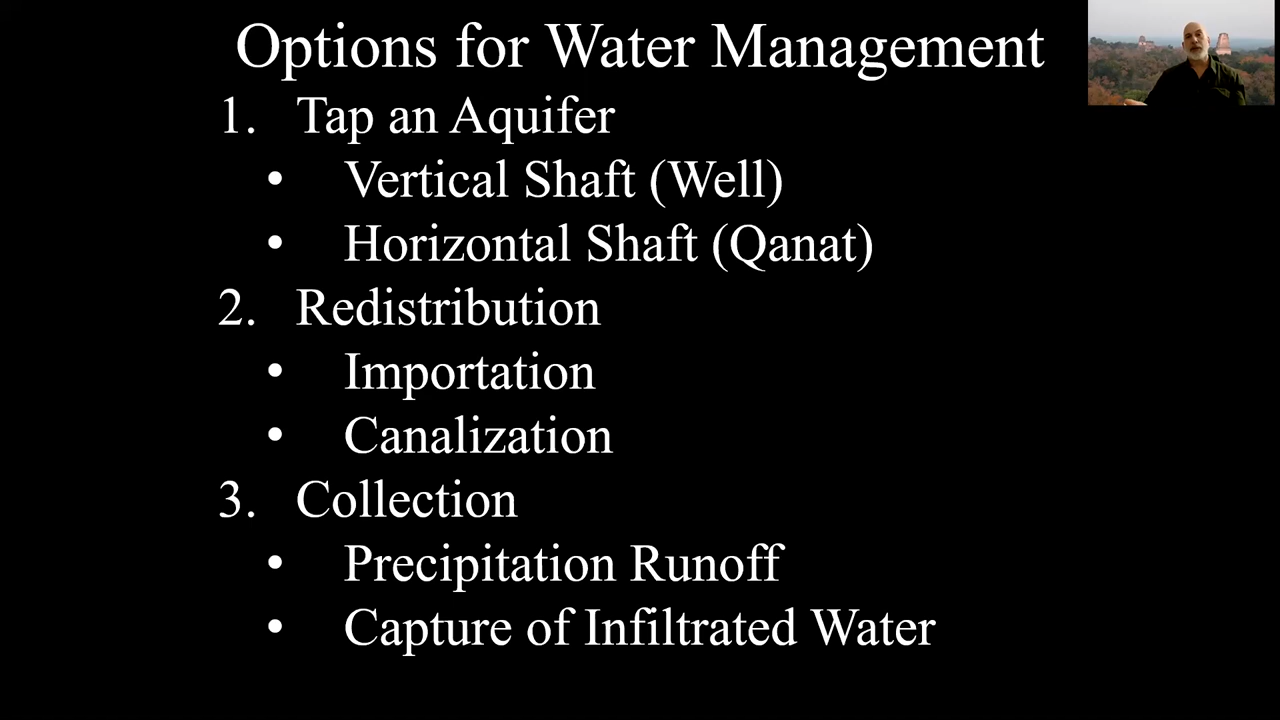 Options for Water Management
1. Tap an Aquifer
• Vertical Shaft (Well)
• Horizontal Shaft (Qanat)
2. Redistribution
• Importation
• Canalization
3. Collection
• Precipitation Runoff
• Capture of Infiltrated Water